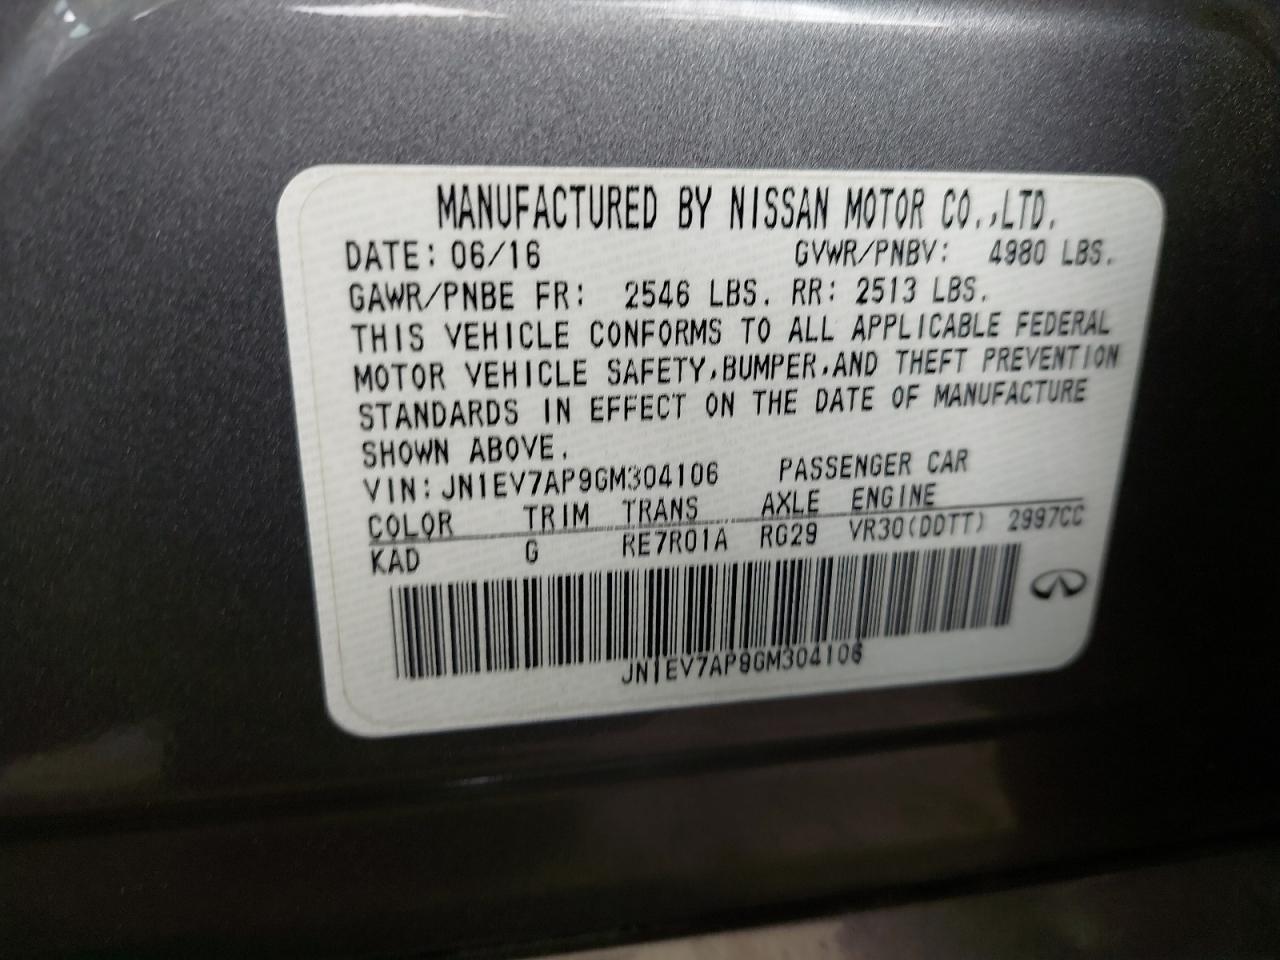 MANUFACTURED BY NISSAN MOTOR CO.,LTD.
DATE: 06/16 GVWR/PNBV: 4980 LBS.
GAWR/PNBE FR: 2546 LBS. RR: 2513 LBS.
THIS VEHICLE CONFORMS TO ALL APPLICABLE FEDERAL
MOTOR VEHICLE SAFETY,BUMPER,AND THEFT PREVENTION
STANDARDS IN EFFECT ON THE DATE OF MANUFACTURE
SHOWN ABOVE.
VIN: JN1EV7AP9GM304106 PASSENGER CAR
COLOR TRIM TRANS AXLE ENGINE
KAD G RE7R01A RG29 VR30(DDTT) 2997CC
JN1EV7AP9GM304106